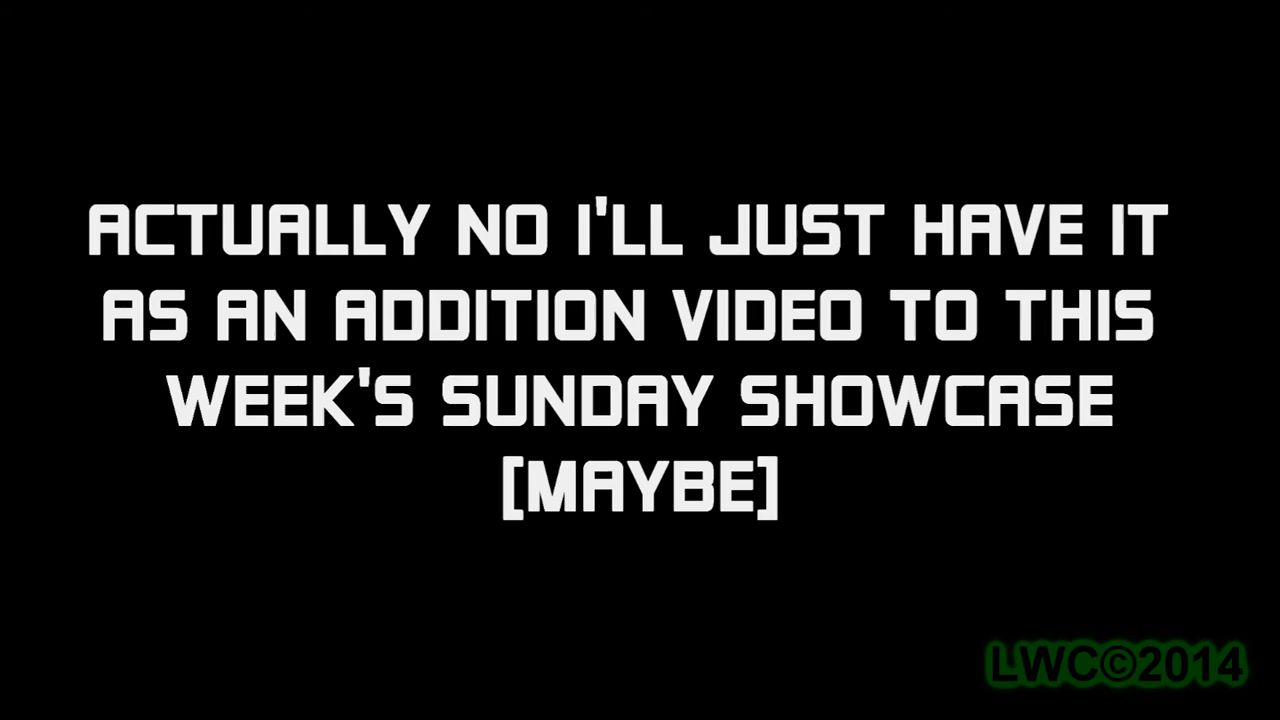 ACTUALLY NO I'LL JUST HAVE IT
AS AN ADDITION VIDEO TO THIS
WEEK'S SUNDAY SHOWCASE
[MAYBE]
LWC©2014